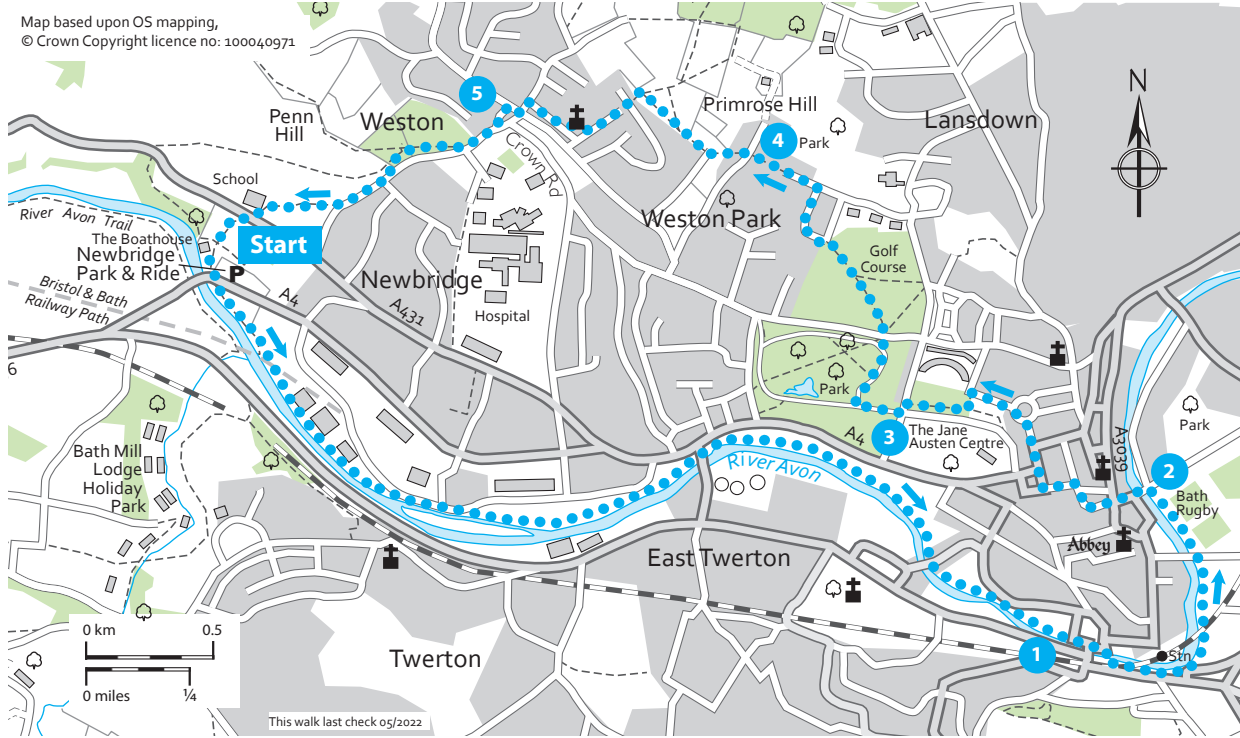 Map based upon OS mapping,
© Crown Copyright licence no: 100040971
N
5
Primrose Hill
Penn
Hill
Weston
Lansdown
4
Park
Crown Rd
School
River Avon Trail
Weston Park
Start
The Boathouse
Newbridge
Park & Ride
P
Golf
Course
Newbridge
A4
A431
Bristol & Bath
Railway Path
Hospital
6
Park
Park
3
The Jane
Austen Centre
A4
A3039
2
Bath
Rugby
River Avon
Bath Mill
Lodge
Holiday
Park
Abbey
East Twerton
0 km 0.5
0 miles ¼
Twerton
1
Stn
This walk last check 05/2022